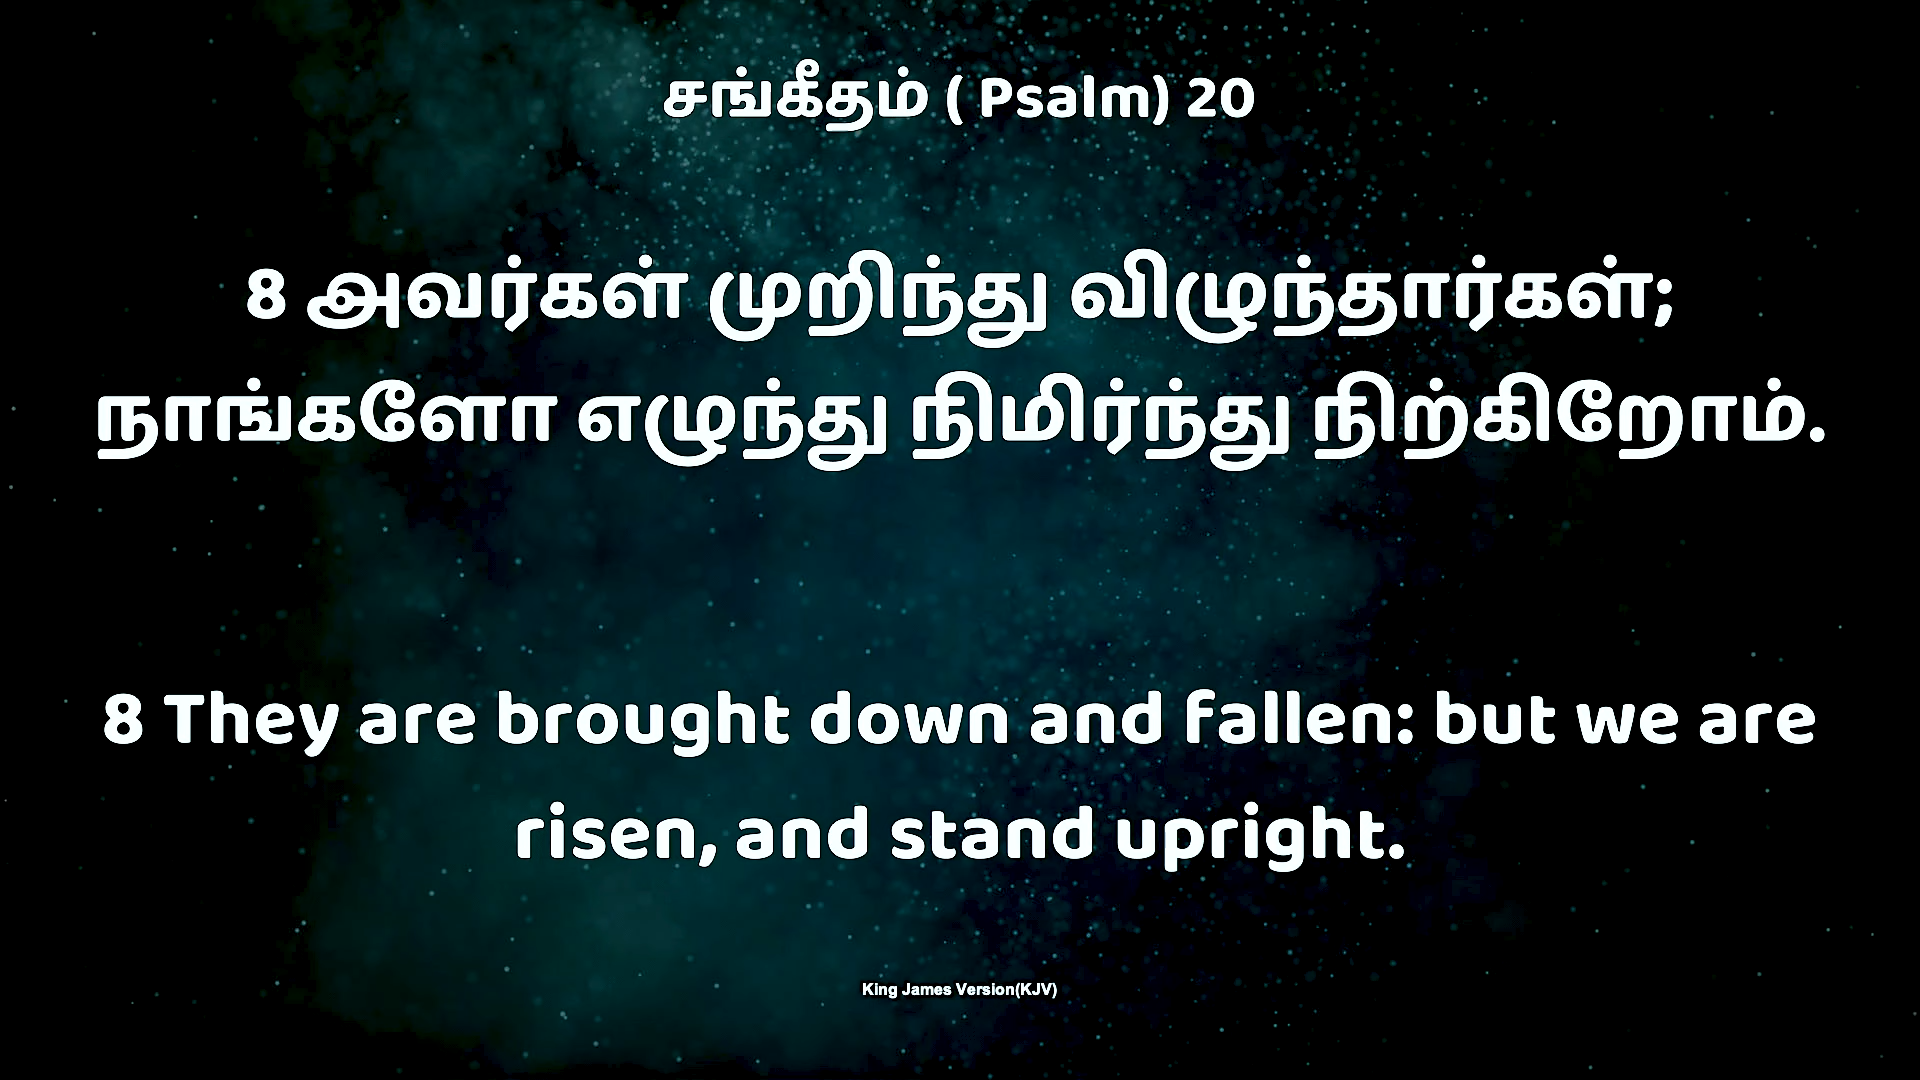 சங்கீதம் ( Psalm) 20
8 அவர்கள் முறிந்து விழுந்தார்கள்;
நாங்களோ எழுந்து நிமிர்ந்து நிற்கிறோம்.
8 They are brought down and fallen: but we are
risen, and stand upright.
King James Version(KJV)